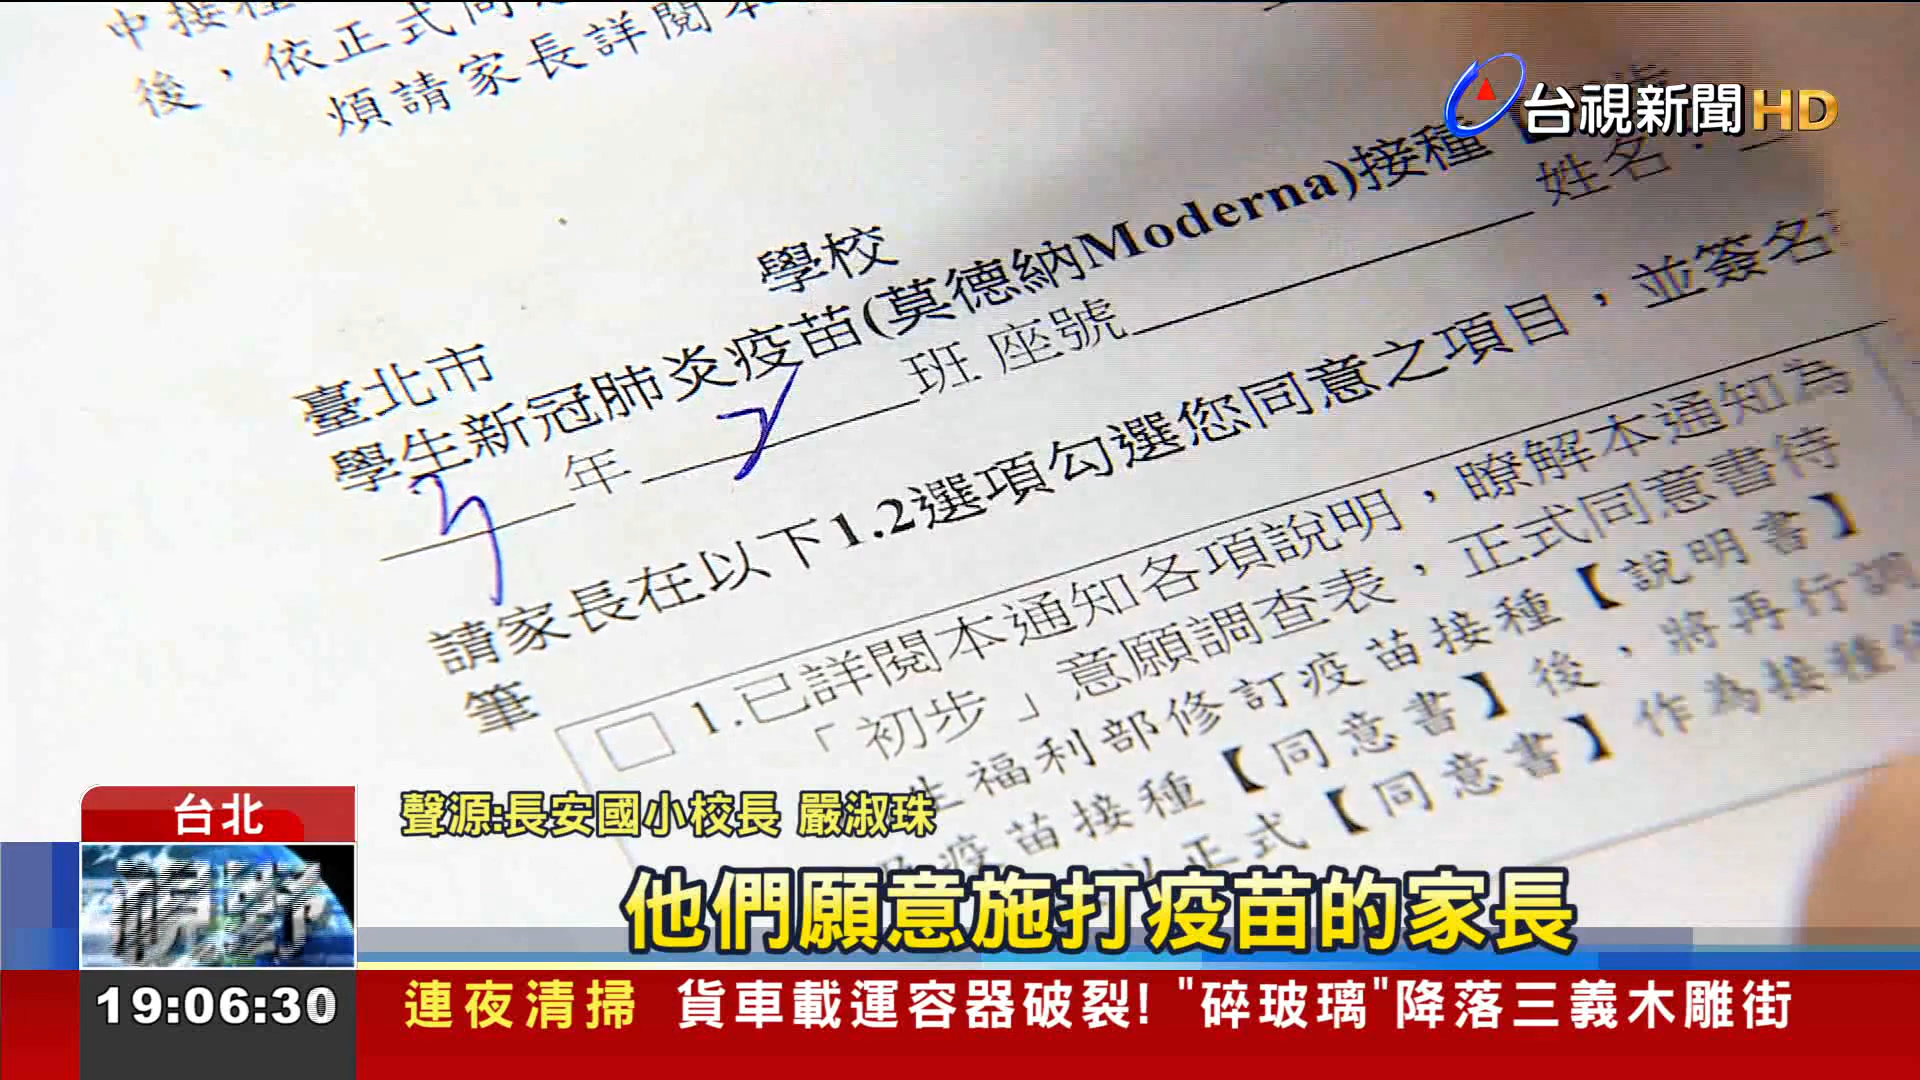 中接種
後，依正式同意
煩請家長詳閱本
台視新聞HD
臺北市
學校
學生新冠肺炎疫苗(莫德納Moderna)接種
年 班 座號 姓名：
請家長在以下1.2選項勾選您同意之項目，並簽名
筆
1.已詳閱本通知各項說明，瞭解本通知為
「初步」意願調查表，正式同意書待
生福利部修訂疫苗接種【說明書】
疫苗接種【同意書】後，將再行調
以正式【同意書】作為接種依
台北
聲源:長安國小校長 嚴淑珠
視野
他們願意施打疫苗的家長
19:06:30
連夜清掃 貨車載運容器破裂! "碎玻璃"降落三義木雕街